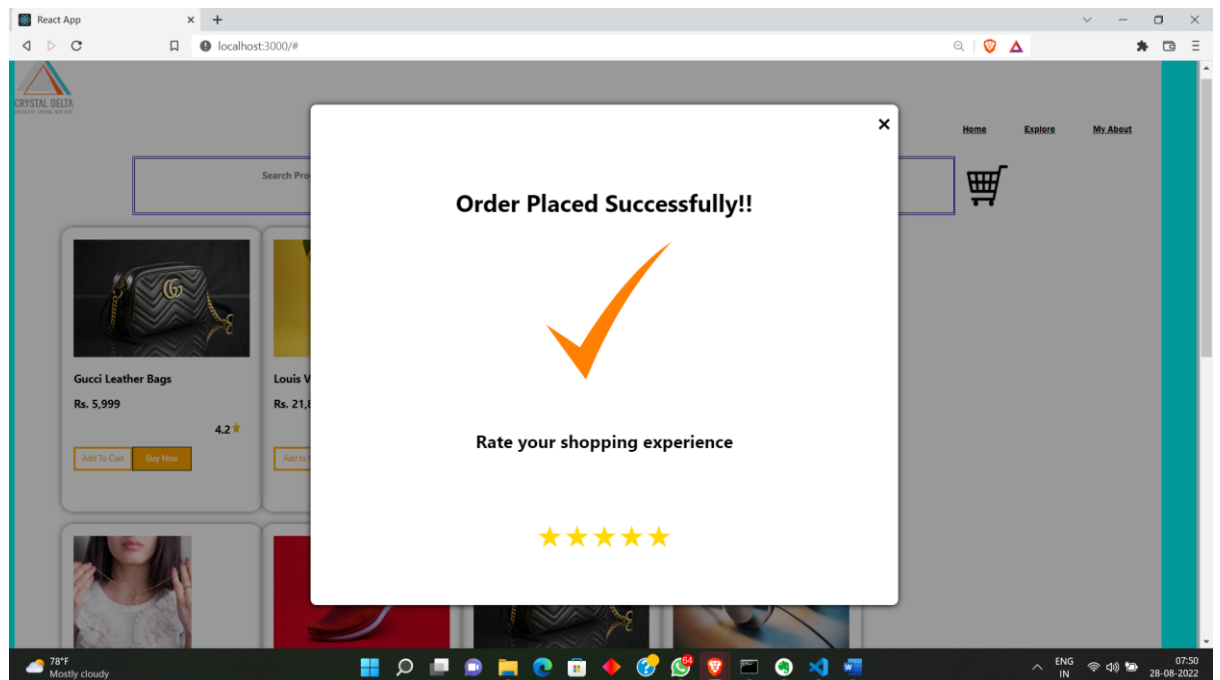 React App
localhost:3000/#
CRYSTAL DELTA
Home Explore My About
Search Pro
Order Placed Successfully!!
Gucci Leather Bags
Rs. 5,999
4.2
Add To Cart Buy Now
Louis V
Rs. 21,8
Add to
Rate your shopping experience
78°F
Mostly cloudy
64
ENG
IN
07:50
28-08-2022